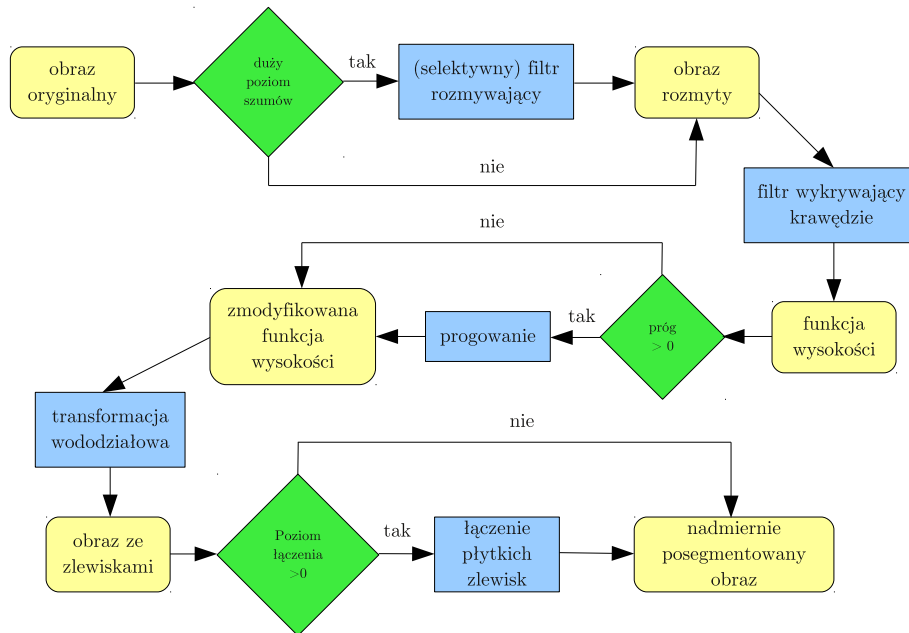 obraz
oryginalny
duży
poziom
szumów
tak
(selektywny) filtr
rozmywający
obraz
rozmyty
nie
filtr wykrywający
krawędzie
nie
zmodyfikowana
funkcja
wysokości
progowanie
tak
próg
> 0
funkcja
wysokości
transformacja
wododziałowa
nie
obraz ze
zlewiskami
Poziom
łączenia
>0
tak
łączenie
płytkich
zlewisk
nadmiernie
posegmentowany
obraz